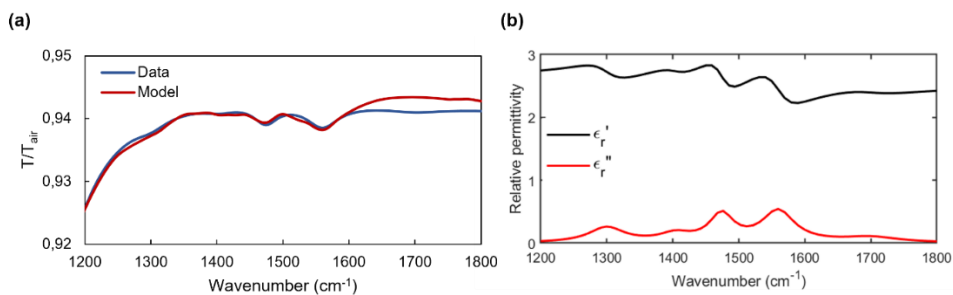 (a)
0,95
0,94
0,93
0,92
T/Tair
Data
Model
1200 1300 1400 1500 1600 1700 1800
Wavenumber (cm-1)
(b)
3
2
1
0
Relative permittivity
ϵr'
ϵr"
1200 1300 1400 1500 1600 1700 1800
Wavenumber (cm-1)